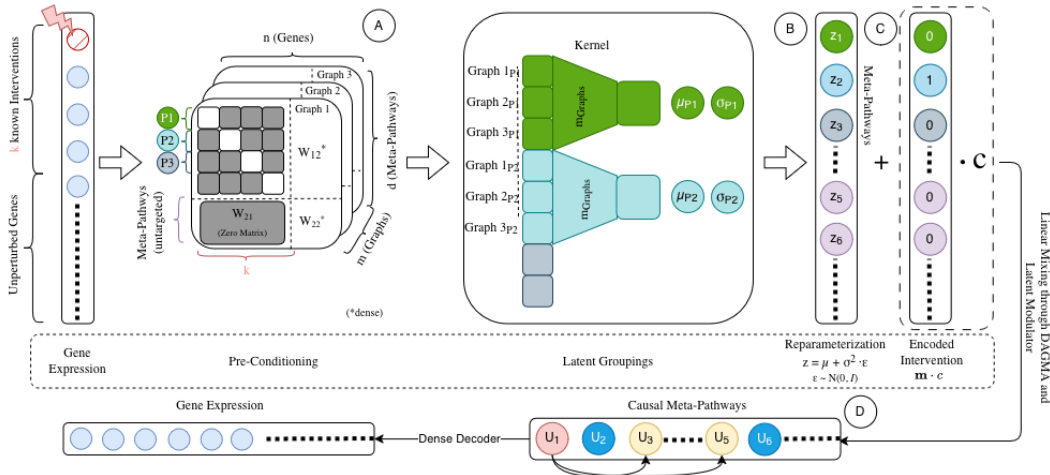 k known Interventions
Unperturbed Genes
Gene
Expression
A
n (Genes)
Graph 3
Graph 2
Graph 1
P1
P2
P3
W12*
W21
(Zero Matrix)
W22*
Meta-Pathwys
(untargeted)
k
d (Meta-Pathways)
m (Graphs)
(*dense)
Pre-Conditioning
Kernel
Graph 1P1
Graph 2P1
Graph 3P1
Graph 1P2
Graph 2P2
Graph 3P2
mGraphs
mGraphs
μP1
σP1
μP2
σP2
Latent Groupings
B
z1
z2
z3
z5
z6
Reparameterization
z = μ + σ² · ε
ε ~ N(0, I)
C
Meta-Pathways
+
0
1
0
0
0
· c
Encoded
Intervention
m · c
Linear Mixing through DAGMA and
Latent Modulator
Gene Expression
Dense Decoder
Causal Meta-Pathways
D
U1
U2
U3
U5
U6